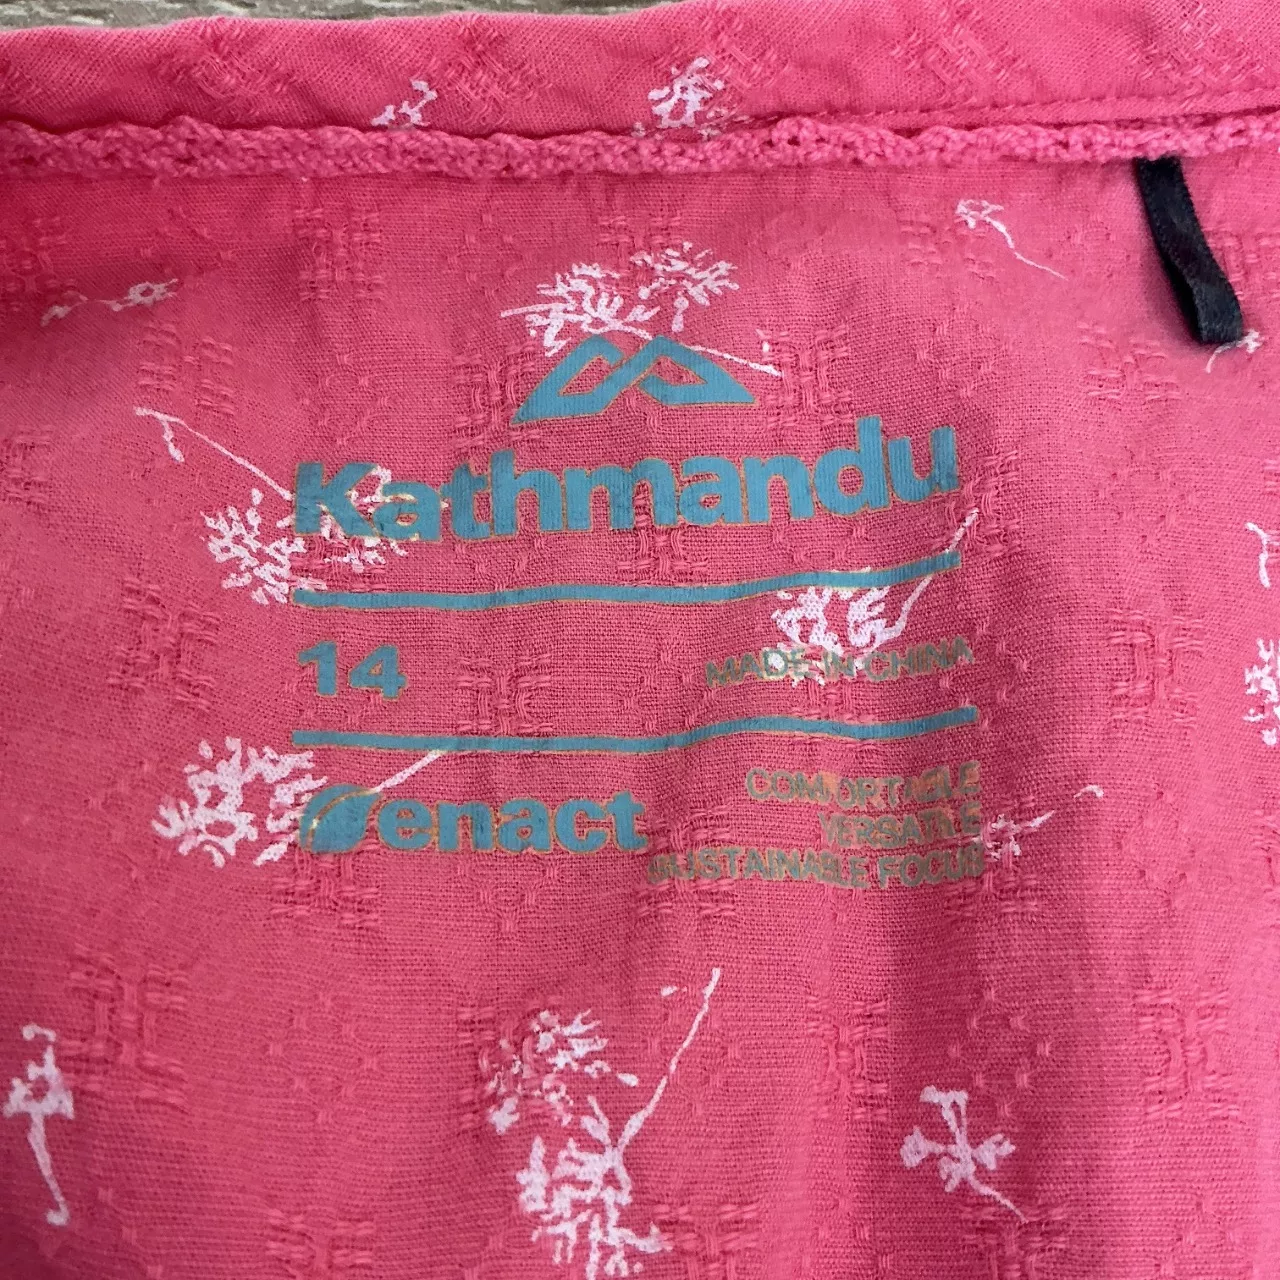 Kathmandu
14
MADE IN CHINA
enact
COMFORTABLE
VERSATILE
SUSTAINABLE FOCUS